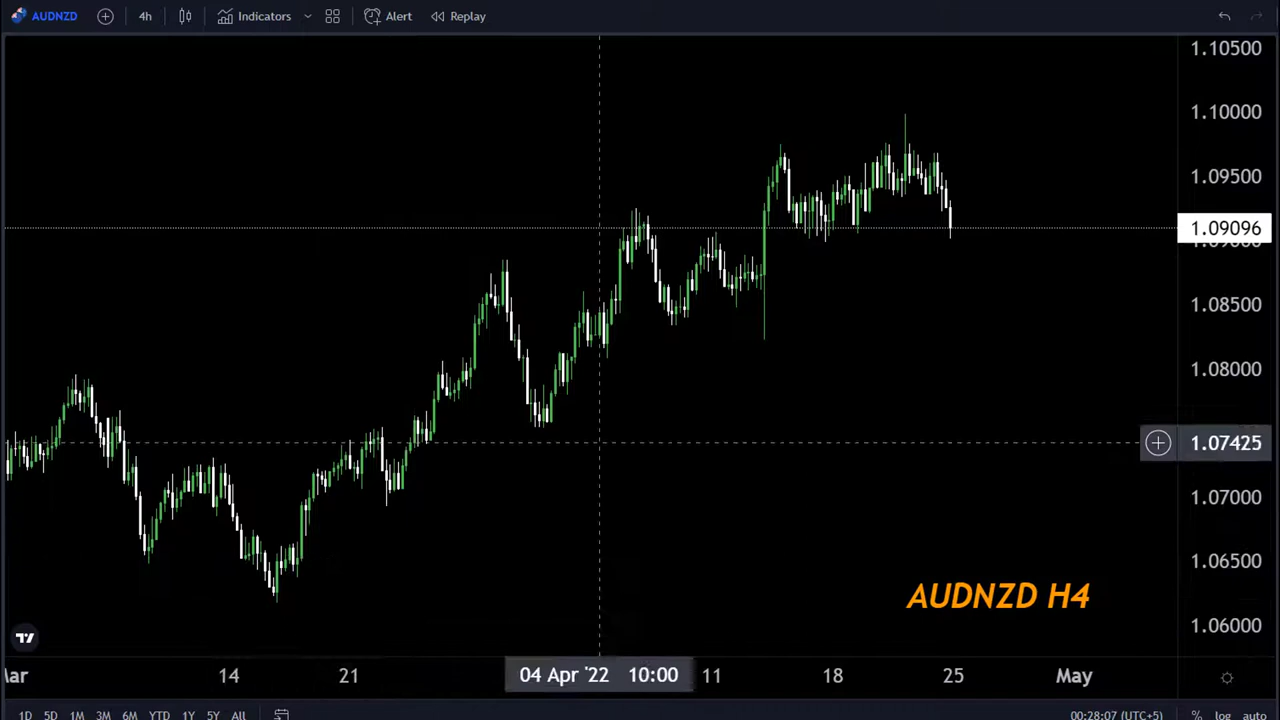 AUDNZD 4h Indicators Alert Replay
1.10500
1.10000
1.09500
1.09096
1.09000
1.08500
1.08000
1.07425
1.07000
1.06500
1.06000
AUDNZD H4
Mar 14 21 04 Apr '22 10:00 11 18 25 May
1D 5D 1M 3M 6M YTD 1Y 5Y All 00:28:07 (UTC+5) % log auto